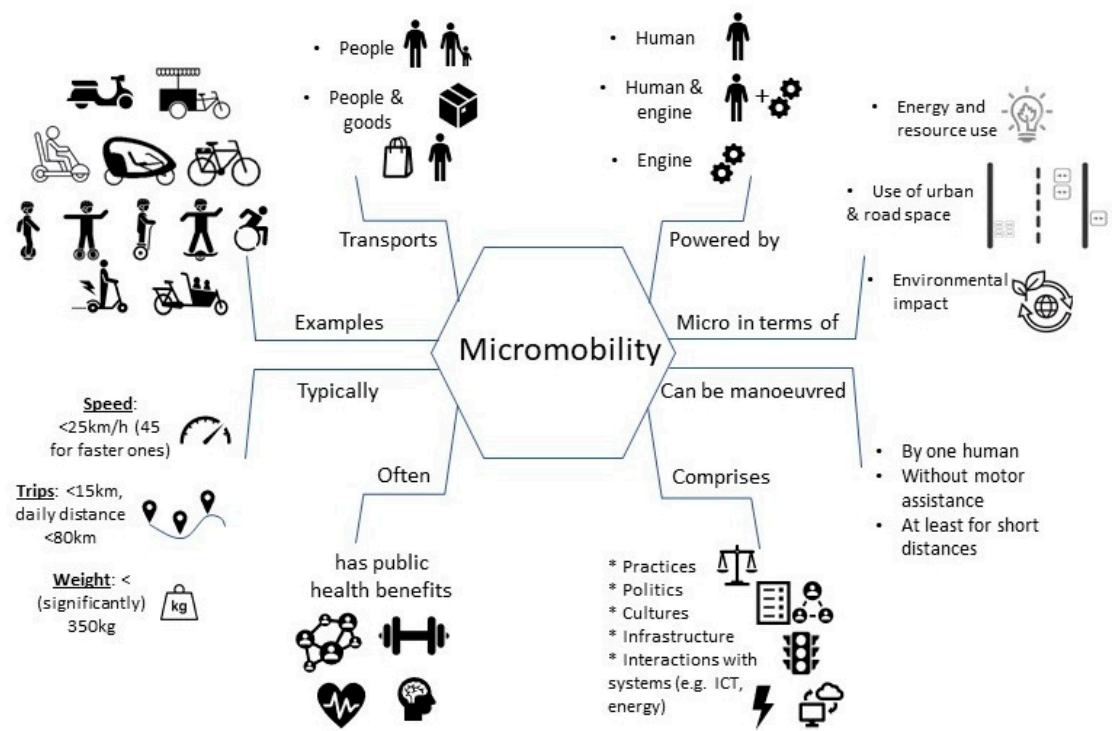 • People
• People &
goods
Transports
• Human
• Human &
engine
• Engine
Powered by
• Energy and
resource use
• Use of urban
& road space
• Environmental
impact
Micro in terms of
Examples
Micromobility
Typically
Speed:
<25km/h (45
for faster ones)
Trips: <15km,
daily distance
<80km
Weight: <
(significantly)
350kg
kg
Often
has public
health benefits
Comprises
* Practices
* Politics
* Cultures
* Infrastructure
* Interactions with
systems (e.g. ICT,
energy)
Can be manoeuvred
• By one human
• Without motor
assistance
• At least for short
distances